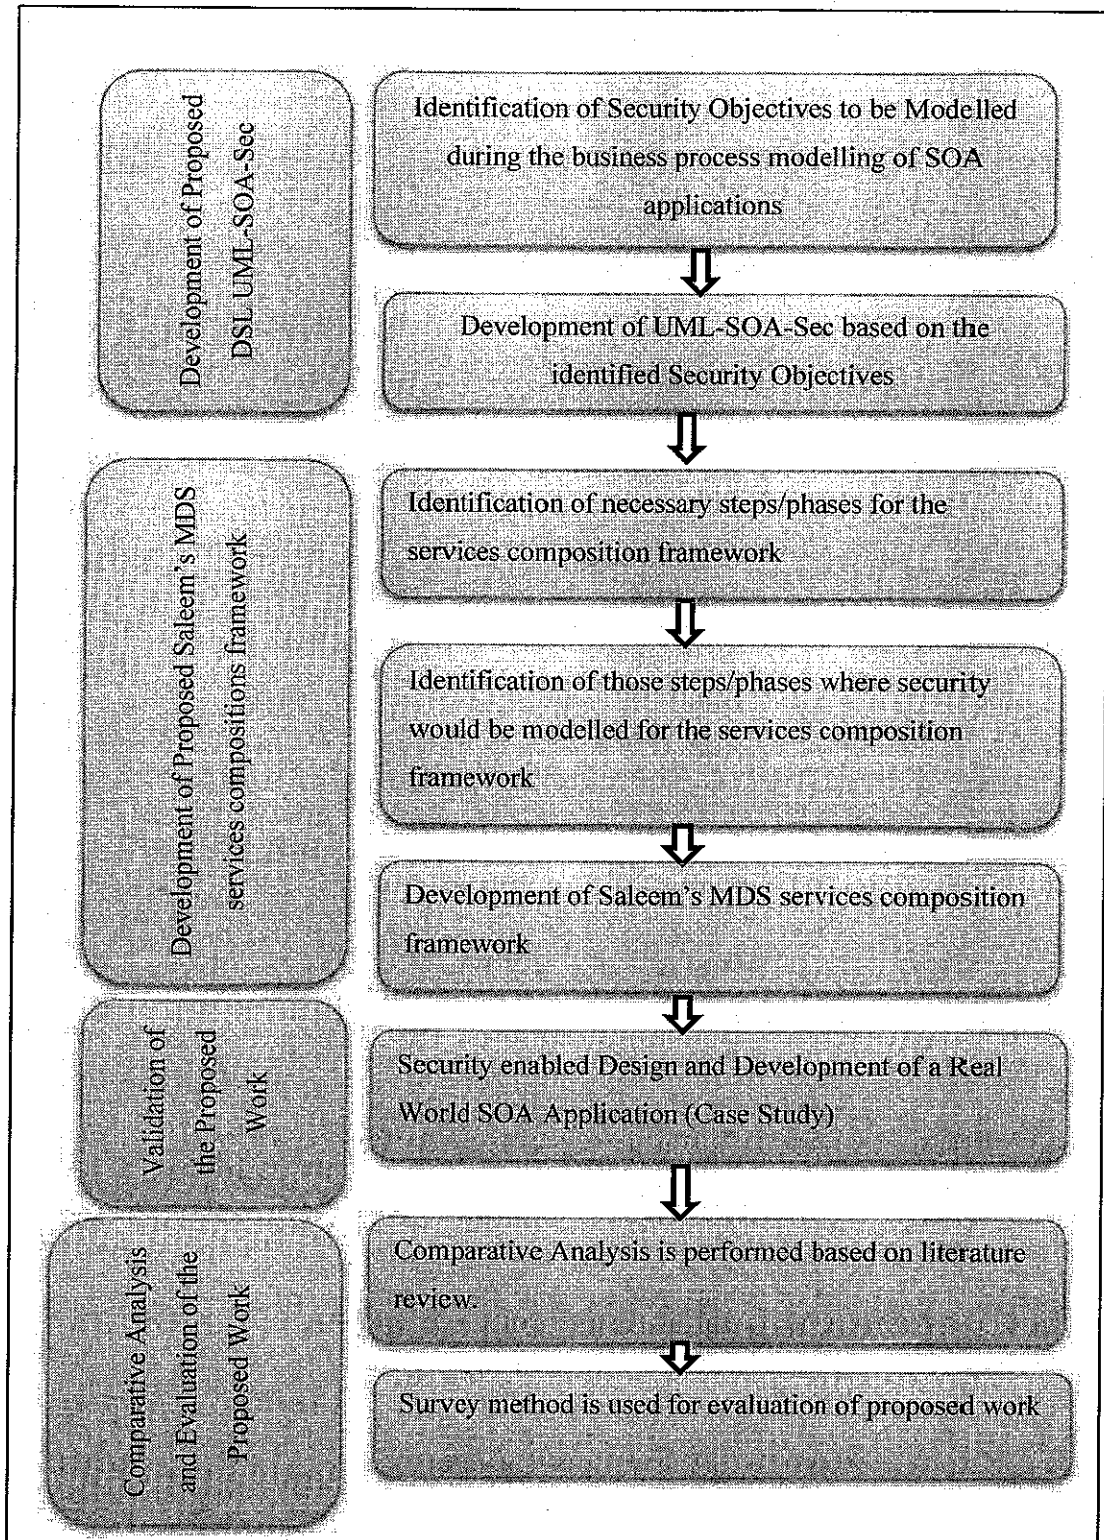 Development of Proposed
DSL UML-SOA-Sec
Identification of Security Objectives to be Modelled
during the business process modelling of SOA
applications
Development of UML-SOA-Sec based on the
identified Security Objectives
Development of Proposed Saleem's MDS
services compositions framework
Identification of necessary steps/phases for the
services composition framework
Identification of those steps/phases where security
would be modelled for the services composition
framework
Development of Saleem's MDS services composition
framework
Validation of
the Proposed
Work
Security enabled Design and Development of a Real
World SOA Application (Case Study)
Comparative Analysis
and Evaluation of the
Proposed Work
Comparative Analysis is performed based on literature
review.
Survey method is used for evaluation of proposed work